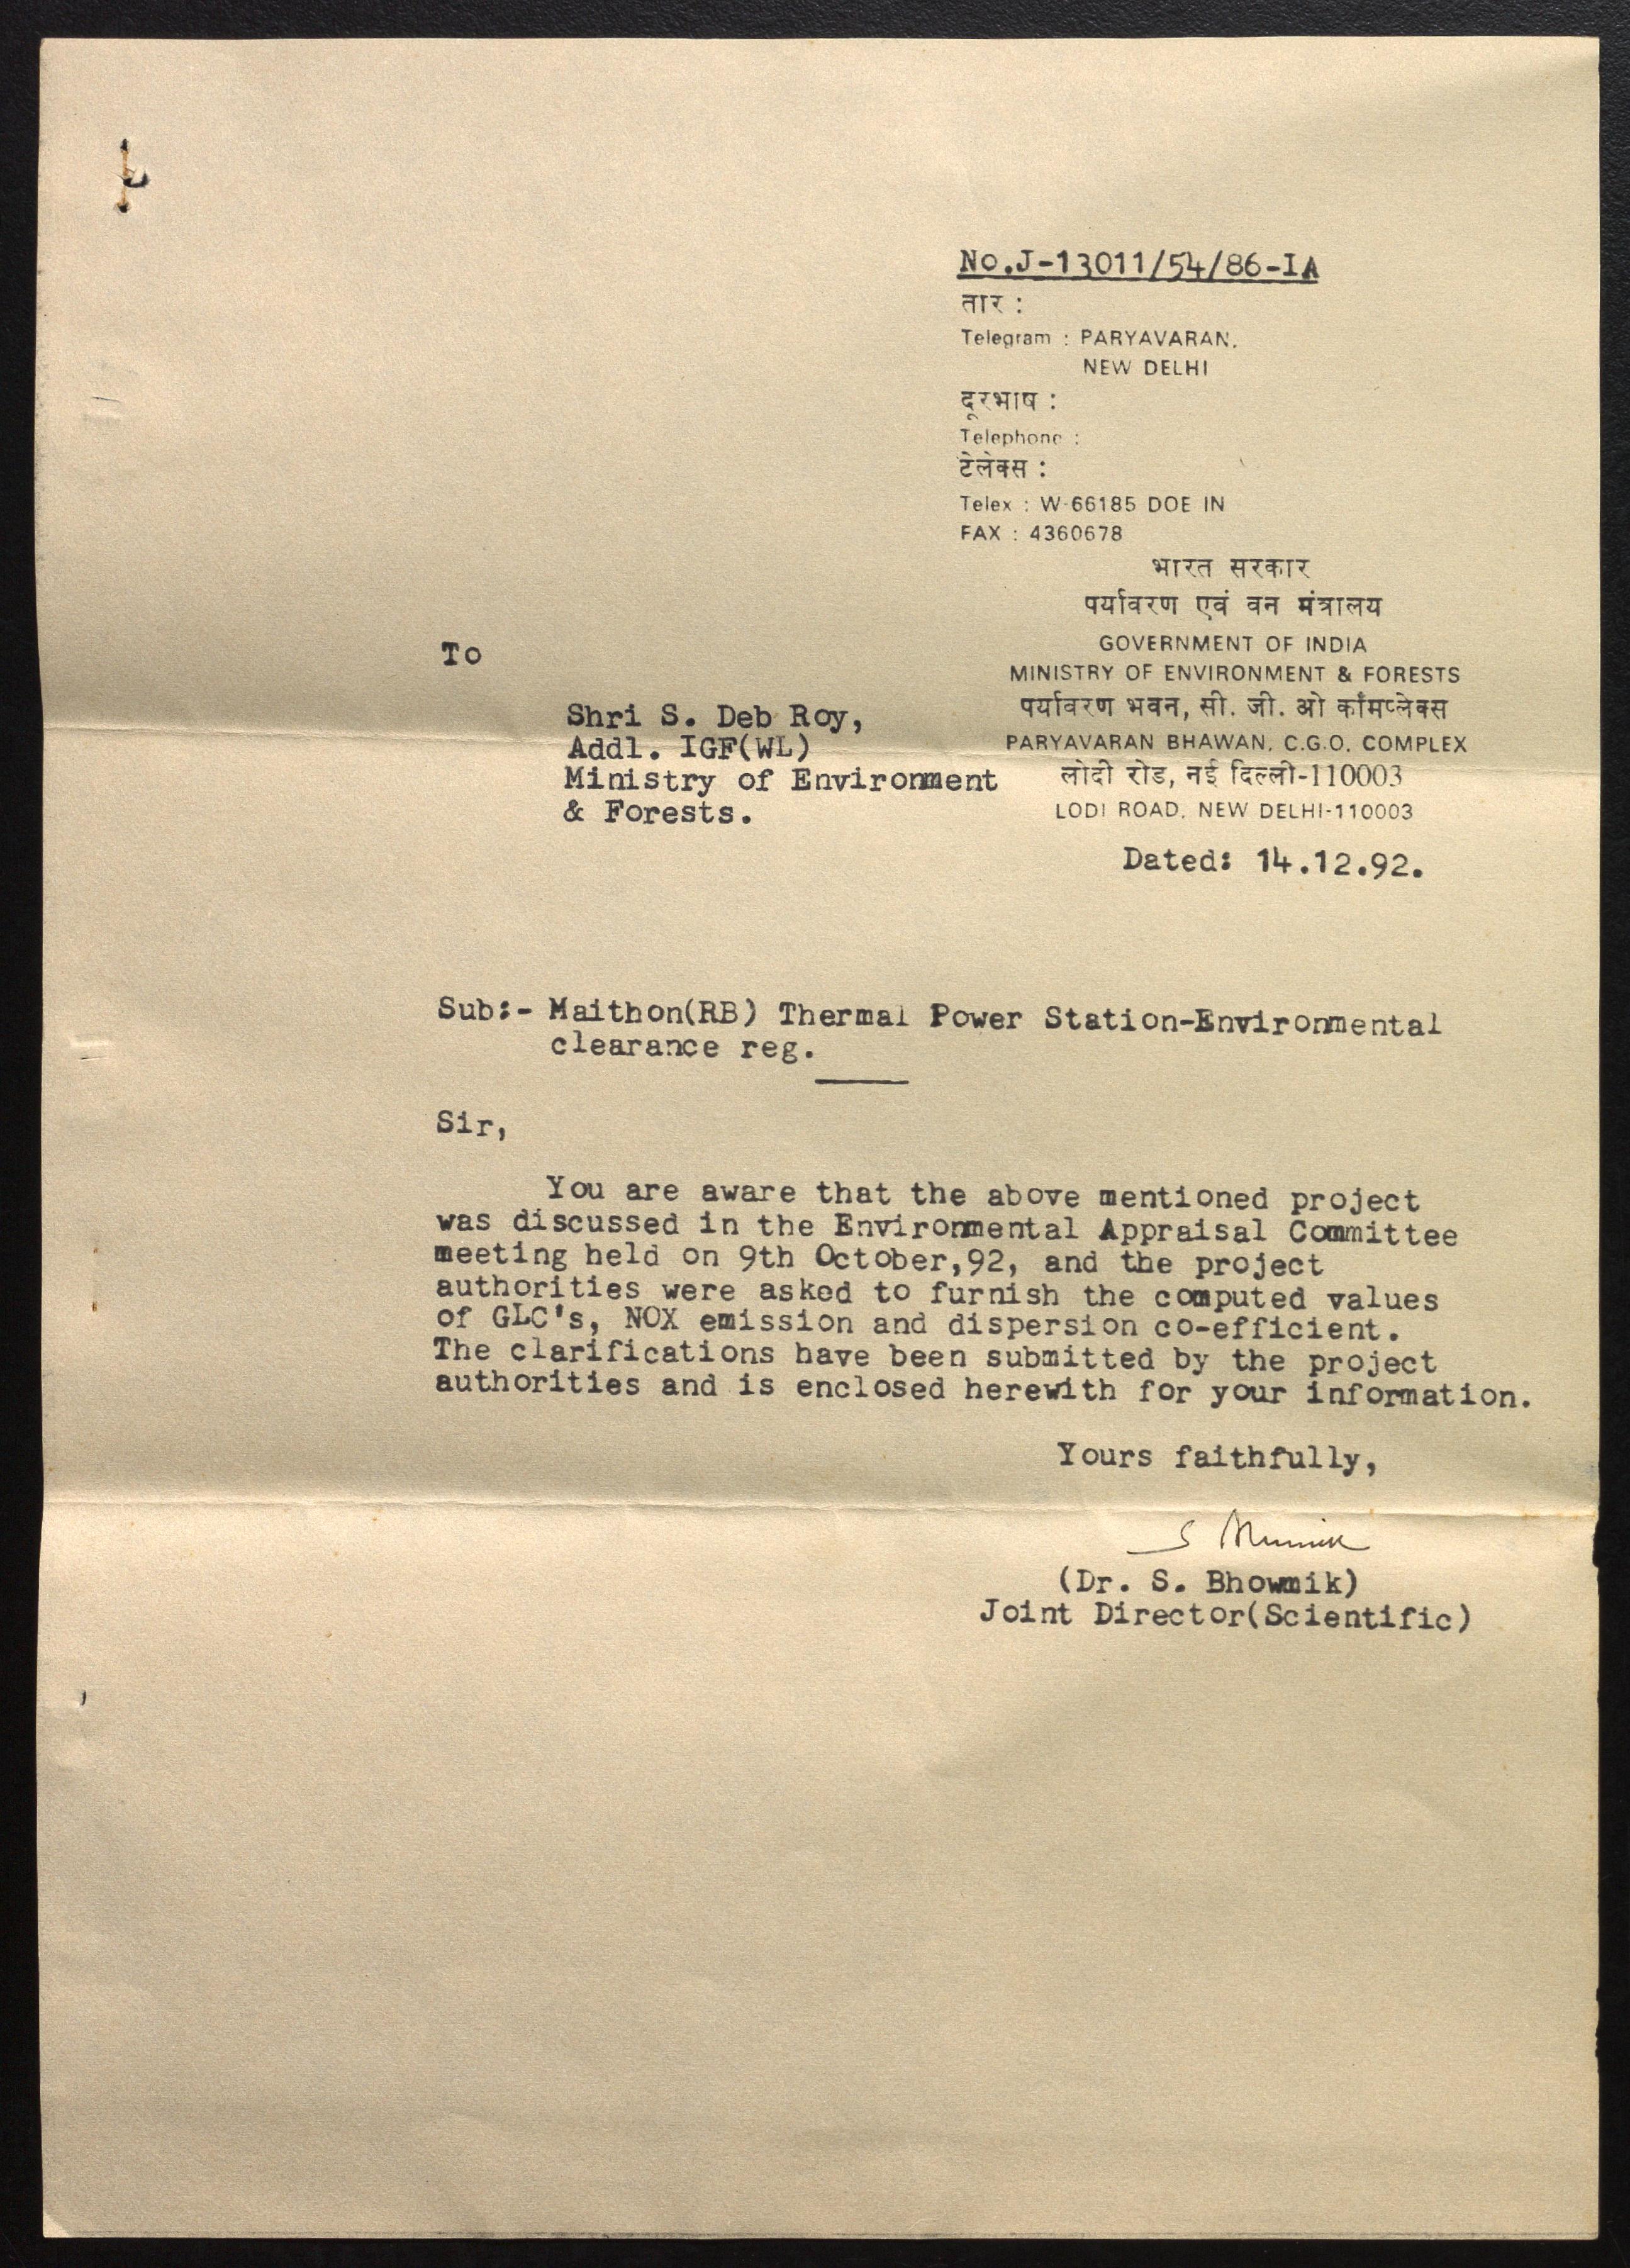 No.J-13011/54/86-IA
तार :
Telegram : PARYAVARAN,
NEW DELHI
दूरभाष :
Telephone :
टेलेक्स :
Telex : W-66185 DOE IN
FAX : 4360678
भारत सरकार
पर्यावरण एवं वन मंत्रालय
GOVERNMENT OF INDIA
MINISTRY OF ENVIRONMENT & FORESTS
पर्यावरण भवन, सी. जी. ओ कॉमप्लेक्स
PARYAVARAN BHAWAN, C.G.O. COMPLEX
लोदी रोड, नई दिल्ली-110003
LODI ROAD, NEW DELHI-110003
Dated: 14.12.92.
To
Shri S. Deb Roy,
Addl. IGF(WL)
Ministry of Environment
& Forests.
Sub:- Maithon(RB) Thermal Power Station-Environmental
clearance reg.
Sir,
You are aware that the above mentioned project
was discussed in the Environmental Appraisal Committee
meeting held on 9th October,92, and the project
authorities were asked to furnish the computed values
of GLC's, NOX emission and dispersion co-efficient.
The clarifications have been submitted by the project
authorities and is enclosed herewith for your information.
Yours faithfully,
(Dr. S. Bhowmik)
Joint Director(Scientific)